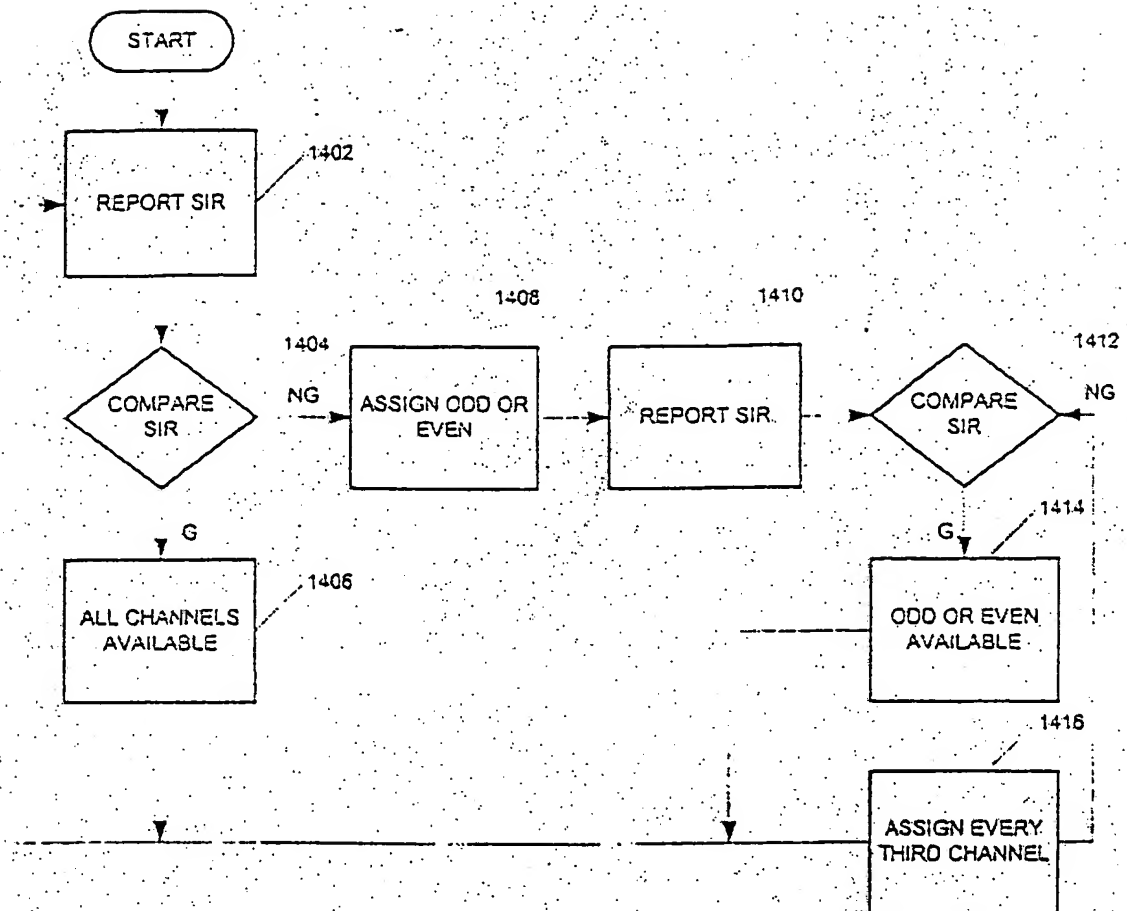 START
1402
REPORT SIR
1408
1410
1404
1412
COMPARE
SIR
NG
ASSIGN ODD OR
EVEN
REPORT SIR
COMPARE
SIR
NG
G
G
1414
1406
ALL CHANNELS
AVAILABLE
ODD OR EVEN
AVAILABLE
1416
ASSIGN EVERY
THIRD CHANNEL